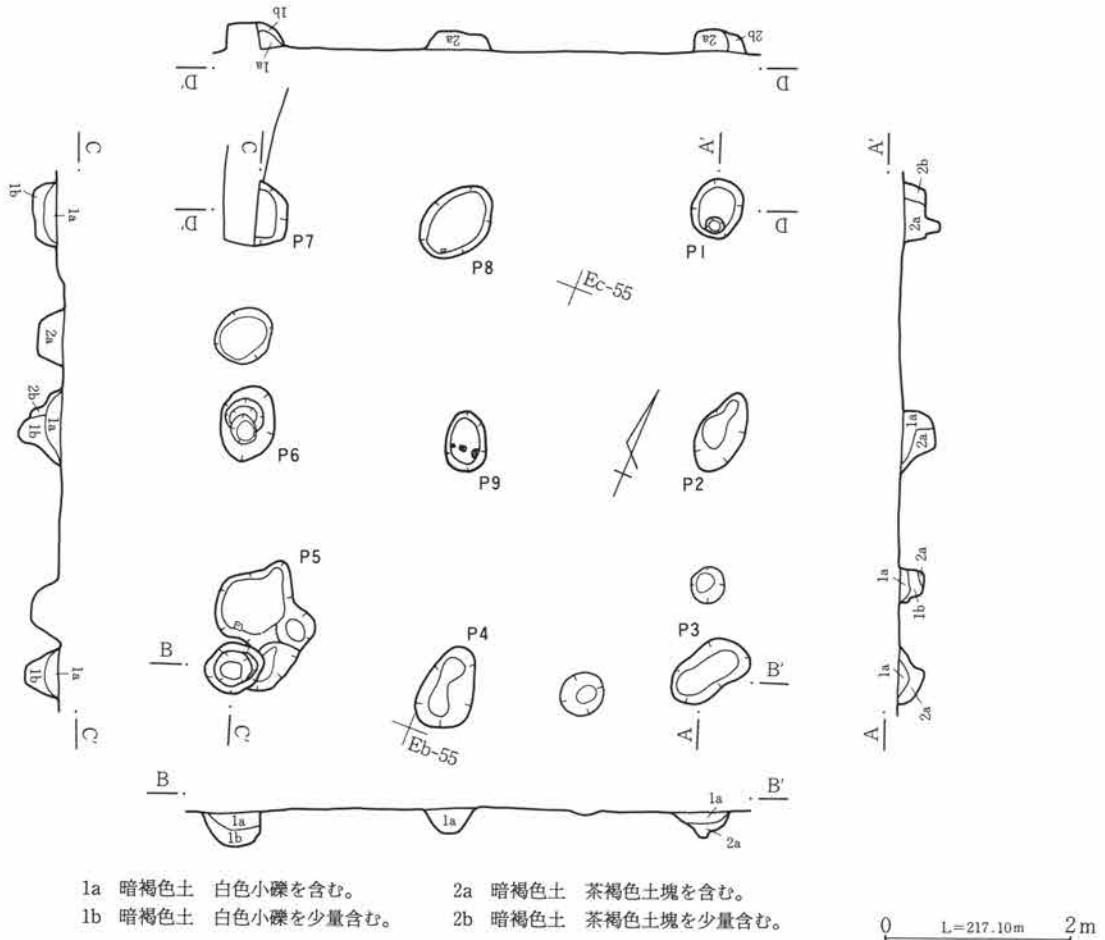 1b
2a
2a
2b
1a
D'
D
C
C
A'
A'
1b
1a
2b
2a
D'
D
P7
P8
P1
Ec-55
2a
2b
1a
1b
1a
2a
P6
P9
P2
P5
2a
1a
1b
P4
P3
B
B'
1b
1a
1a
2a
C'
C'
Eb-55
A
A
B
B'
1a
1b
1a
1a
2a
1a 暗褐色土 白色小礫を含む。
2a 暗褐色土 茶褐色土塊を含む。
1b 暗褐色土 白色小礫を少量含む。
2b 暗褐色土 茶褐色土塊を少量含む。
0 L=217.10m 2m